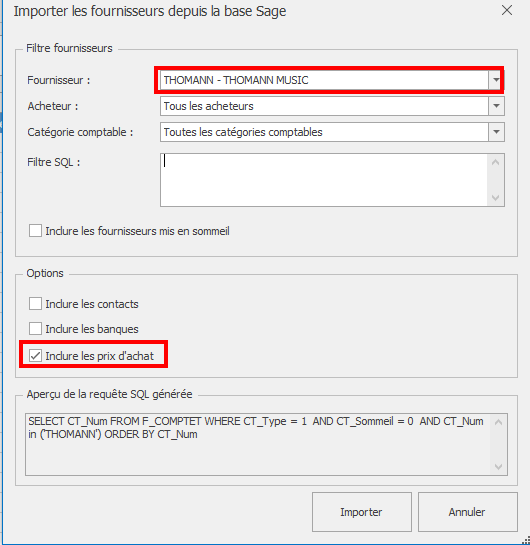 Importer les fournisseurs depuis la base Sage
Filtre fournisseurs
Fournisseur :
THOMANN - THOMANN MUSIC
Acheteur :
Tous les acheteurs
Catégorie comptable :
Toutes les catégories comptables
Filtre SQL :
Inclure les fournisseurs mis en sommeil
Options
Inclure les contacts
Inclure les banques
Inclure les prix d'achat
Aperçu de la requête SQL générée
SELECT CT_Num FROM F_COMPTET WHERE CT_Type = 1 AND CT_Sommeil = 0 AND CT_Num
in ('THOMANN') ORDER BY CT_Num
Importer
Annuler